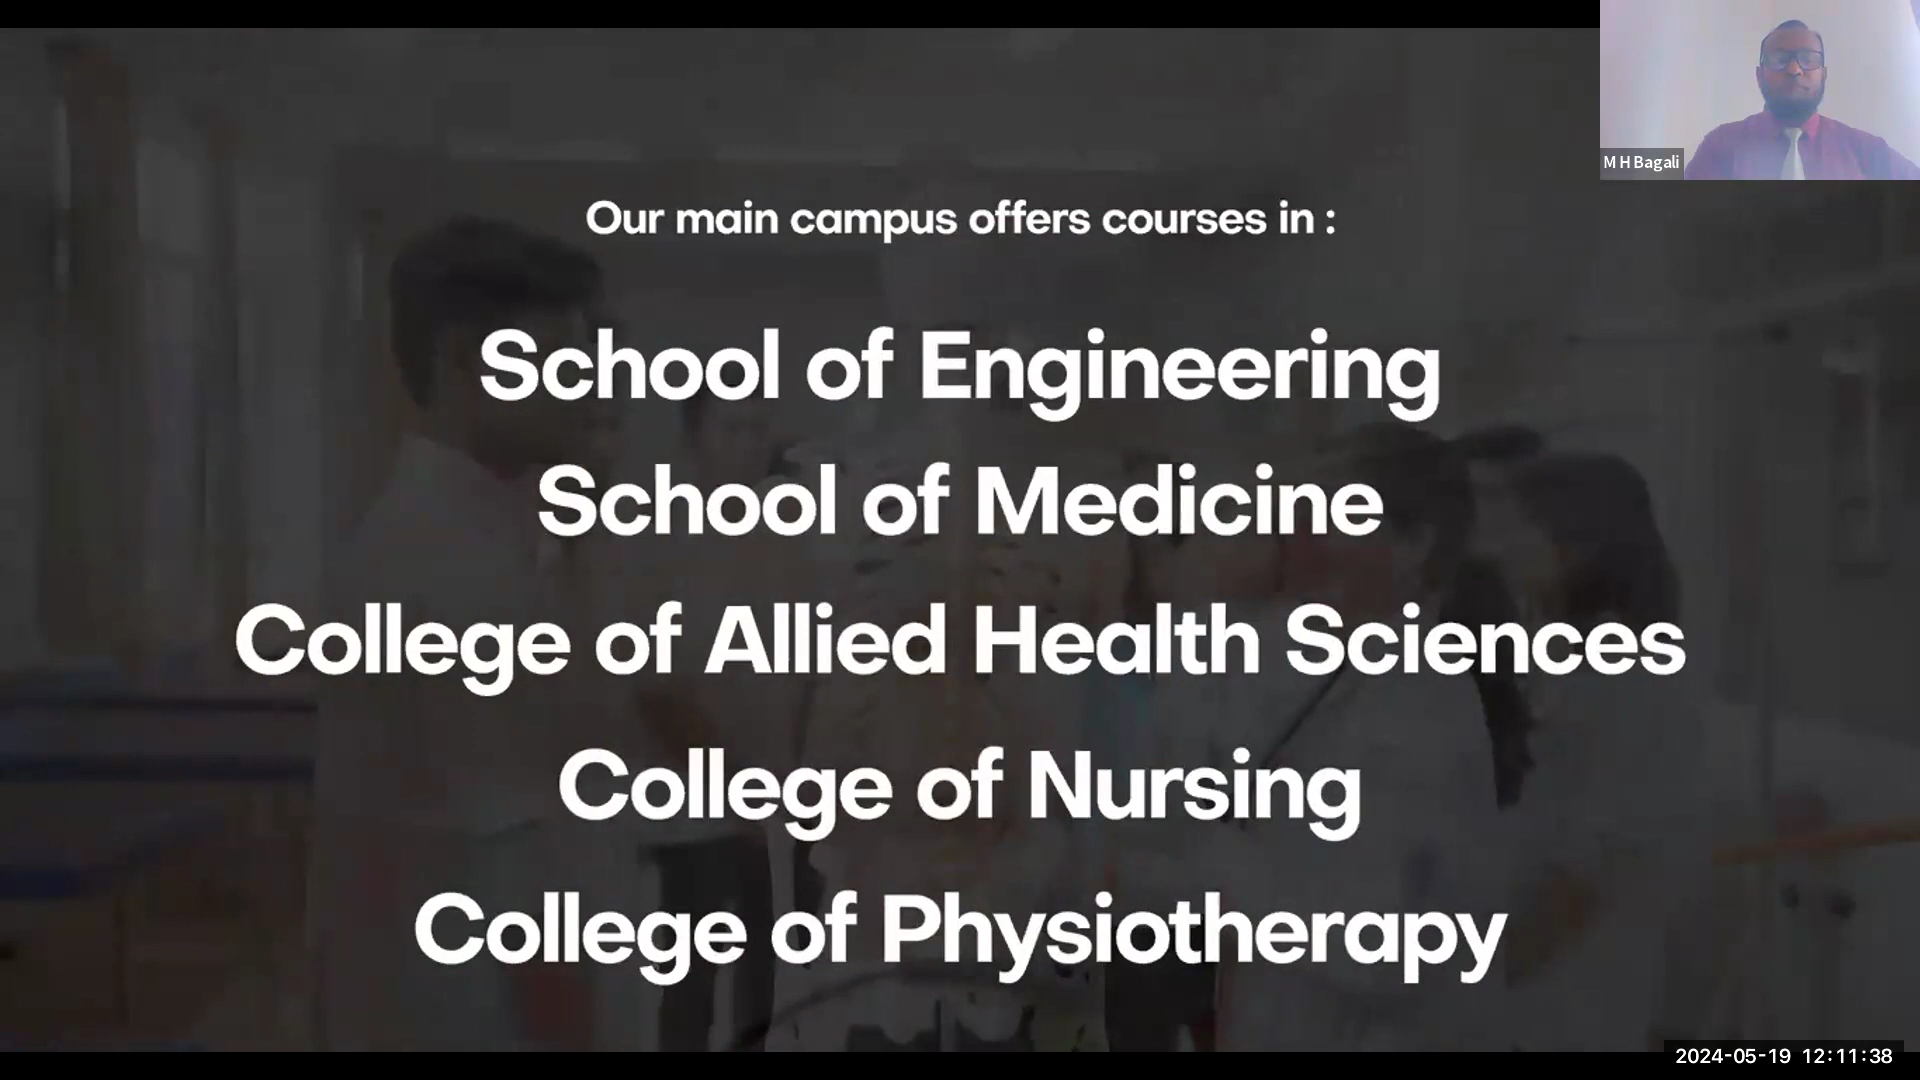 M H Bagali
Our main campus offers courses in :
School of Engineering
School of Medicine
College of Allied Health Sciences
College of Nursing
College of Physiotherapy
2024-05-19 12:11:38